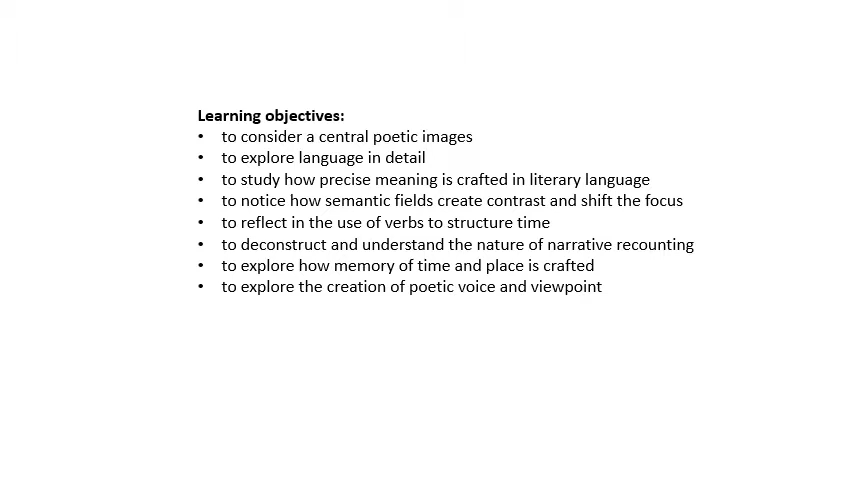 Learning objectives:
• to consider a central poetic images
• to explore language in detail
• to study how precise meaning is crafted in literary language
• to notice how semantic fields create contrast and shift the focus
• to reflect in the use of verbs to structure time
• to deconstruct and understand the nature of narrative recounting
• to explore how memory of time and place is crafted
• to explore the creation of poetic voice and viewpoint